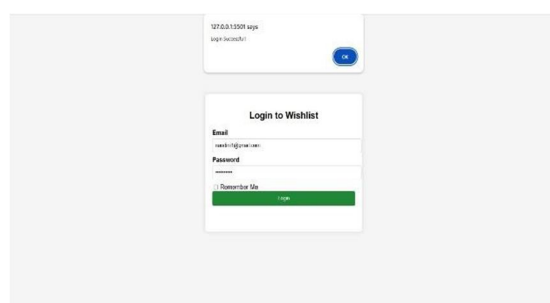 127.0.0.1:5501 says
Login Successful!
OK
Login to Wishlist
Email
Password
Remember Me
Login